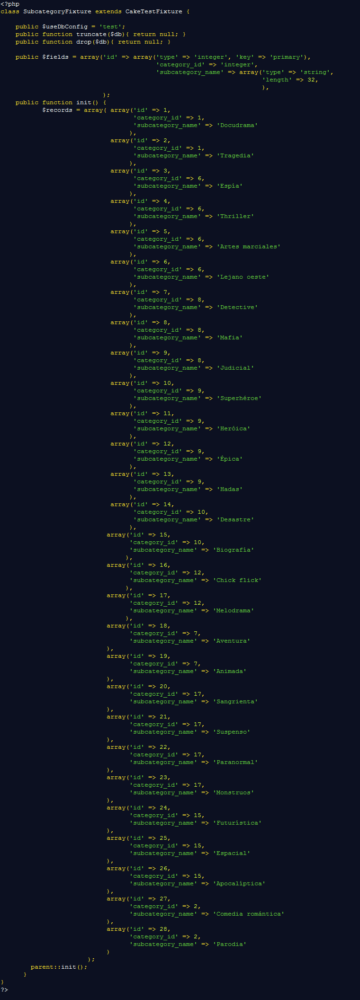 <?php
class SubcategoryFixture extends CakeTestFixture {
public $useDbConfig = 'test';
public function truncate($db){ return null; }
public function drop($db){ return null; }
public $fields = array('id' => array('type' => 'integer', 'key' => 'primary'),
'category_id' => 'integer',
'subcategory_name' => array('type' => 'string',
'length' => 32,
),
);
public function init() {
$records = array( array('id' => 1,
'category_id' => 1,
'subcategory_name' => 'Docudrama'
),
array('id' => 2,
'category_id' => 1,
'subcategory_name' => 'Tragedia'
),
array('id' => 3,
'category_id' => 6,
'subcategory_name' => 'Espía'
),
array('id' => 4,
'category_id' => 6,
'subcategory_name' => 'Thriller'
),
array('id' => 5,
'category_id' => 6,
'subcategory_name' => 'Artes marciales'
),
array('id' => 6,
'category_id' => 6,
'subcategory_name' => 'Lejano oeste'
),
array('id' => 7,
'category_id' => 8,
'subcategory_name' => 'Detective'
),
array('id' => 8,
'category_id' => 8,
'subcategory_name' => 'Mafia'
),
array('id' => 9,
'category_id' => 8,
'subcategory_name' => 'Judicial'
),
array('id' => 10,
'category_id' => 9,
'subcategory_name' => 'Superhéroe'
),
array('id' => 11,
'category_id' => 9,
'subcategory_name' => 'Heróica'
),
array('id' => 12,
'category_id' => 9,
'subcategory_name' => 'Épica'
),
array('id' => 13,
'category_id' => 9,
'subcategory_name' => 'Hadas'
),
array('id' => 14,
'category_id' => 10,
'subcategory_name' => 'Desastre'
),
array('id' => 15,
'category_id' => 10,
'subcategory_name' => 'Biografía'
),
array('id' => 16,
'category_id' => 12,
'subcategory_name' => 'Chick flick'
),
array('id' => 17,
'category_id' => 12,
'subcategory_name' => 'Melodrama'
),
array('id' => 18,
'category_id' => 7,
'subcategory_name' => 'Aventura'
),
array('id' => 19,
'category_id' => 7,
'subcategory_name' => 'Animada'
),
array('id' => 20,
'category_id' => 17,
'subcategory_name' => 'Sangrienta'
),
array('id' => 21,
'category_id' => 17,
'subcategory_name' => 'Suspenso'
),
array('id' => 22,
'category_id' => 17,
'subcategory_name' => 'Paranormal'
),
array('id' => 23,
'category_id' => 17,
'subcategory_name' => 'Monstruos'
),
array('id' => 24,
'category_id' => 15,
'subcategory_name' => 'Futurística'
),
array('id' => 25,
'category_id' => 15,
'subcategory_name' => 'Espacial'
),
array('id' => 26,
'category_id' => 15,
'subcategory_name' => 'Apocalíptica'
),
array('id' => 27,
'category_id' => 2,
'subcategory_name' => 'Comedia romántica'
),
array('id' => 28,
'category_id' => 2,
'subcategory_name' => 'Parodia'
)
);
parent::init();
}
}
?>